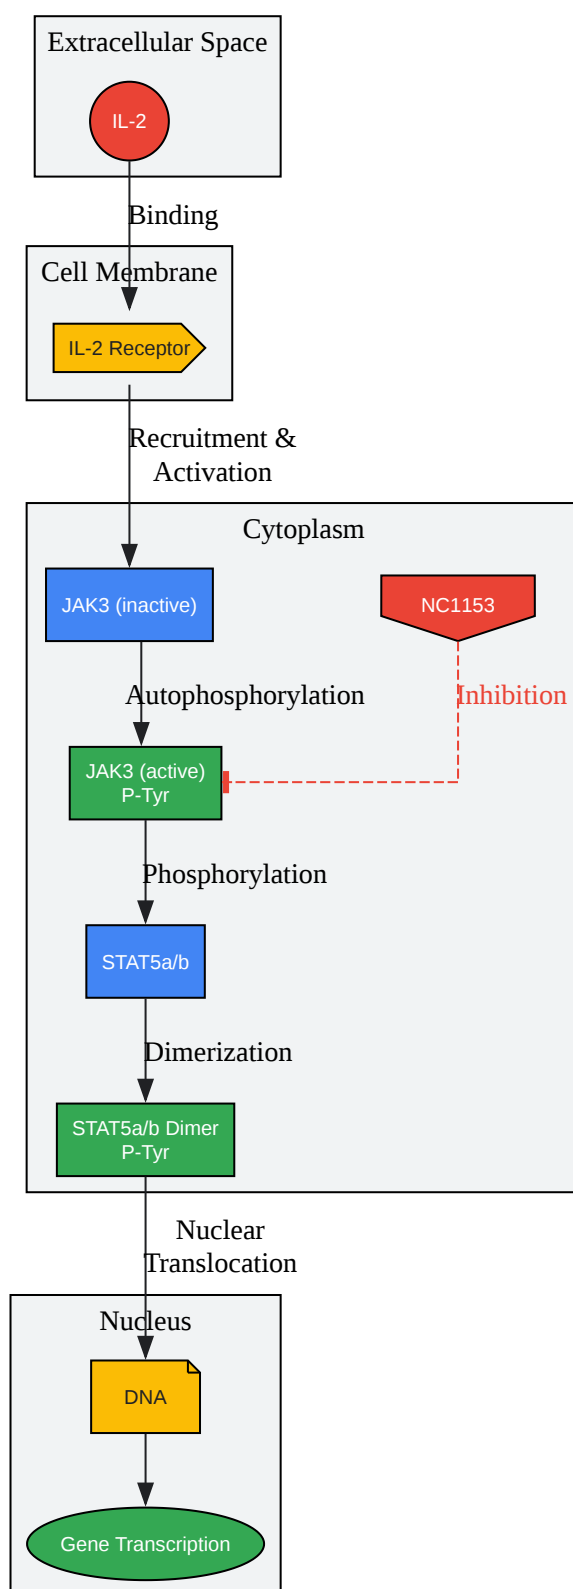 Extracellular Space
IL-2
Binding
Cell Membrane
IL-2 Receptor
Recruitment &
Activation
Cytoplasm
JAK3 (inactive)
NC1153
Autophosphorylation
Inhibition
JAK3 (active)
P-Tyr
Phosphorylation
STAT5a/b
Dimerization
STAT5a/b Dimer
P-Tyr
Nuclear
Translocation
Nucleus
DNA
Gene Transcription